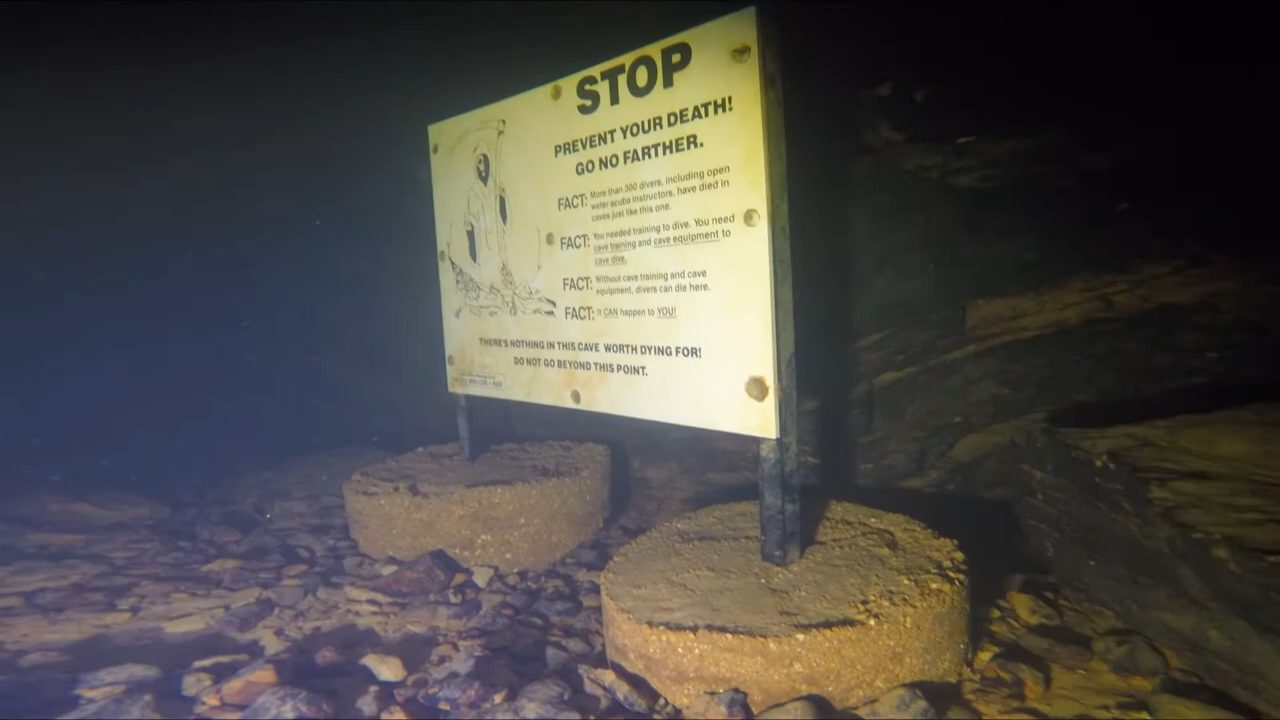 STOP
PREVENT YOUR DEATH!
GO NO FARTHER.
FACT: More than 300 divers, including open
water scuba instructors, have died in
caves just like this one.
FACT: You needed training to dive. You need
cave training and cave equipment to
cave dive.
FACT: Without cave training and cave
equipment, divers can die here.
FACT: It CAN happen to YOU!
THERE'S NOTHING IN THIS CAVE WORTH DYING FOR!
DO NOT GO BEYOND THIS POINT.